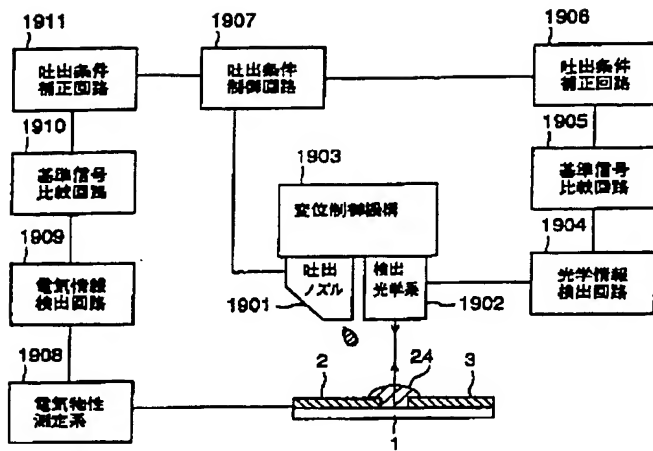 1911
1907
1906
吐出条件
補正回路
吐出条件
制御回路
吐出条件
補正回路
1910
1905
基準信号
比較回路
1903
変位制御機構
基準信号
比較回路
1909
1904
電気情報
検出回路
吐出
ノズル
検出
光学系
光学情報
検出回路
1901
1902
1908
電気物性
測定系
2
24
3
1